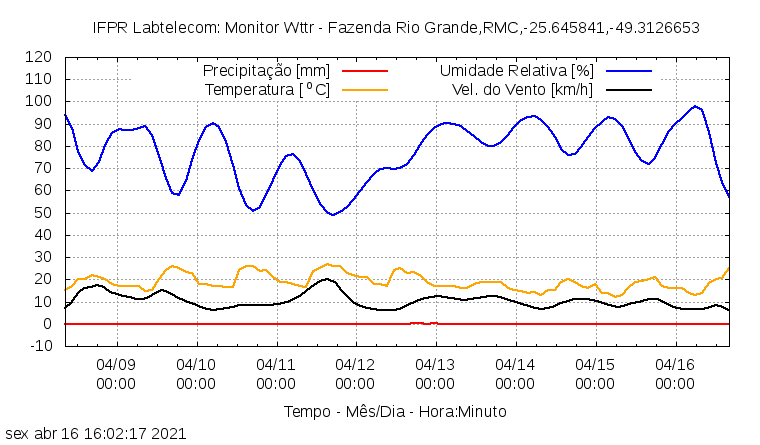 IFPR Labtelecom: Monitor Wttr - Fazenda Rio Grande,RMC,-25.645841,-49.3126653
120
110
100
90
80
70
60
50
40
30
20
10
0
-10
Precipitação [mm]
Temperatura [⁰C]
Umidade Relativa [%]
Vel. do Vento [km/h]
04/09 04/10 04/11 04/12 04/13 04/14 04/15 04/16
00:00 00:00 00:00 00:00 00:00 00:00 00:00 00:00
Tempo - Mês/Dia - Hora:Minuto
sex abr 16 16:02:17 2021